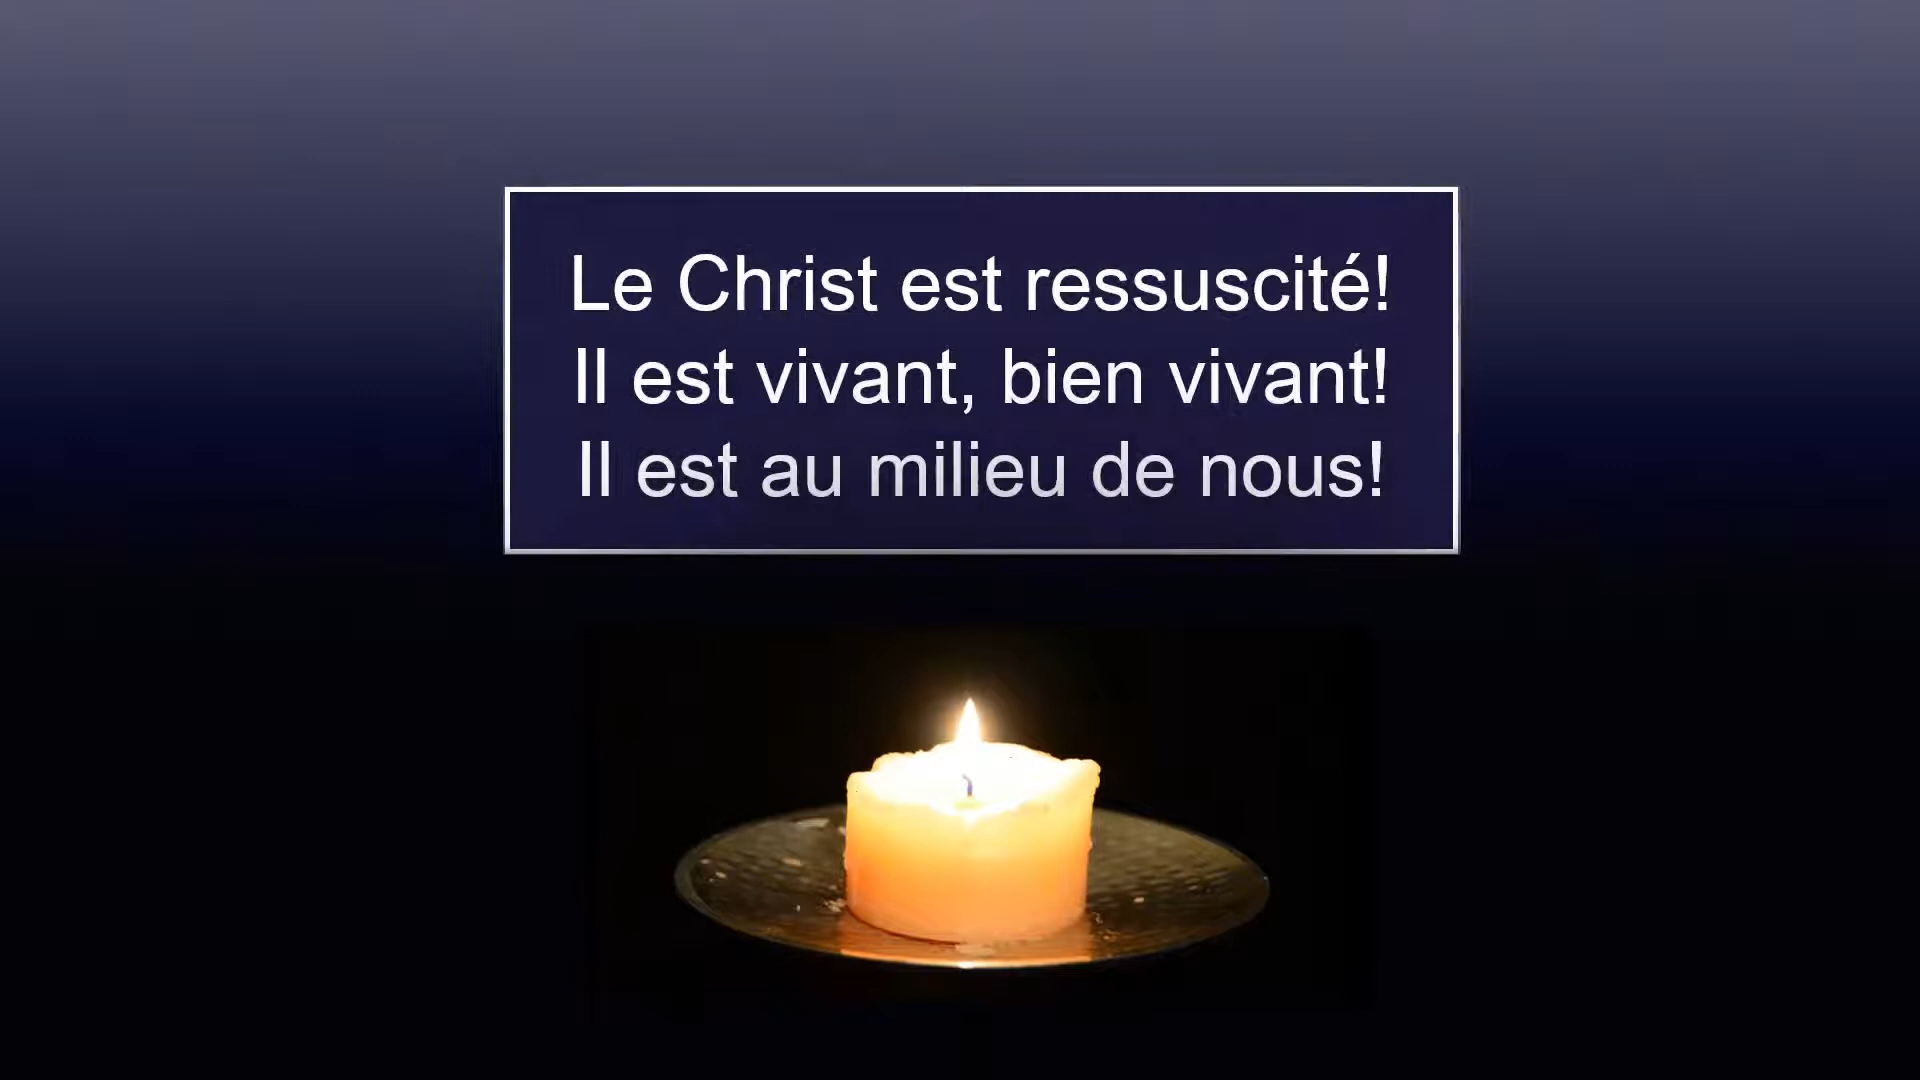 Le Christ est ressuscité!
Il est vivant, bien vivant!
Il est au milieu de nous!